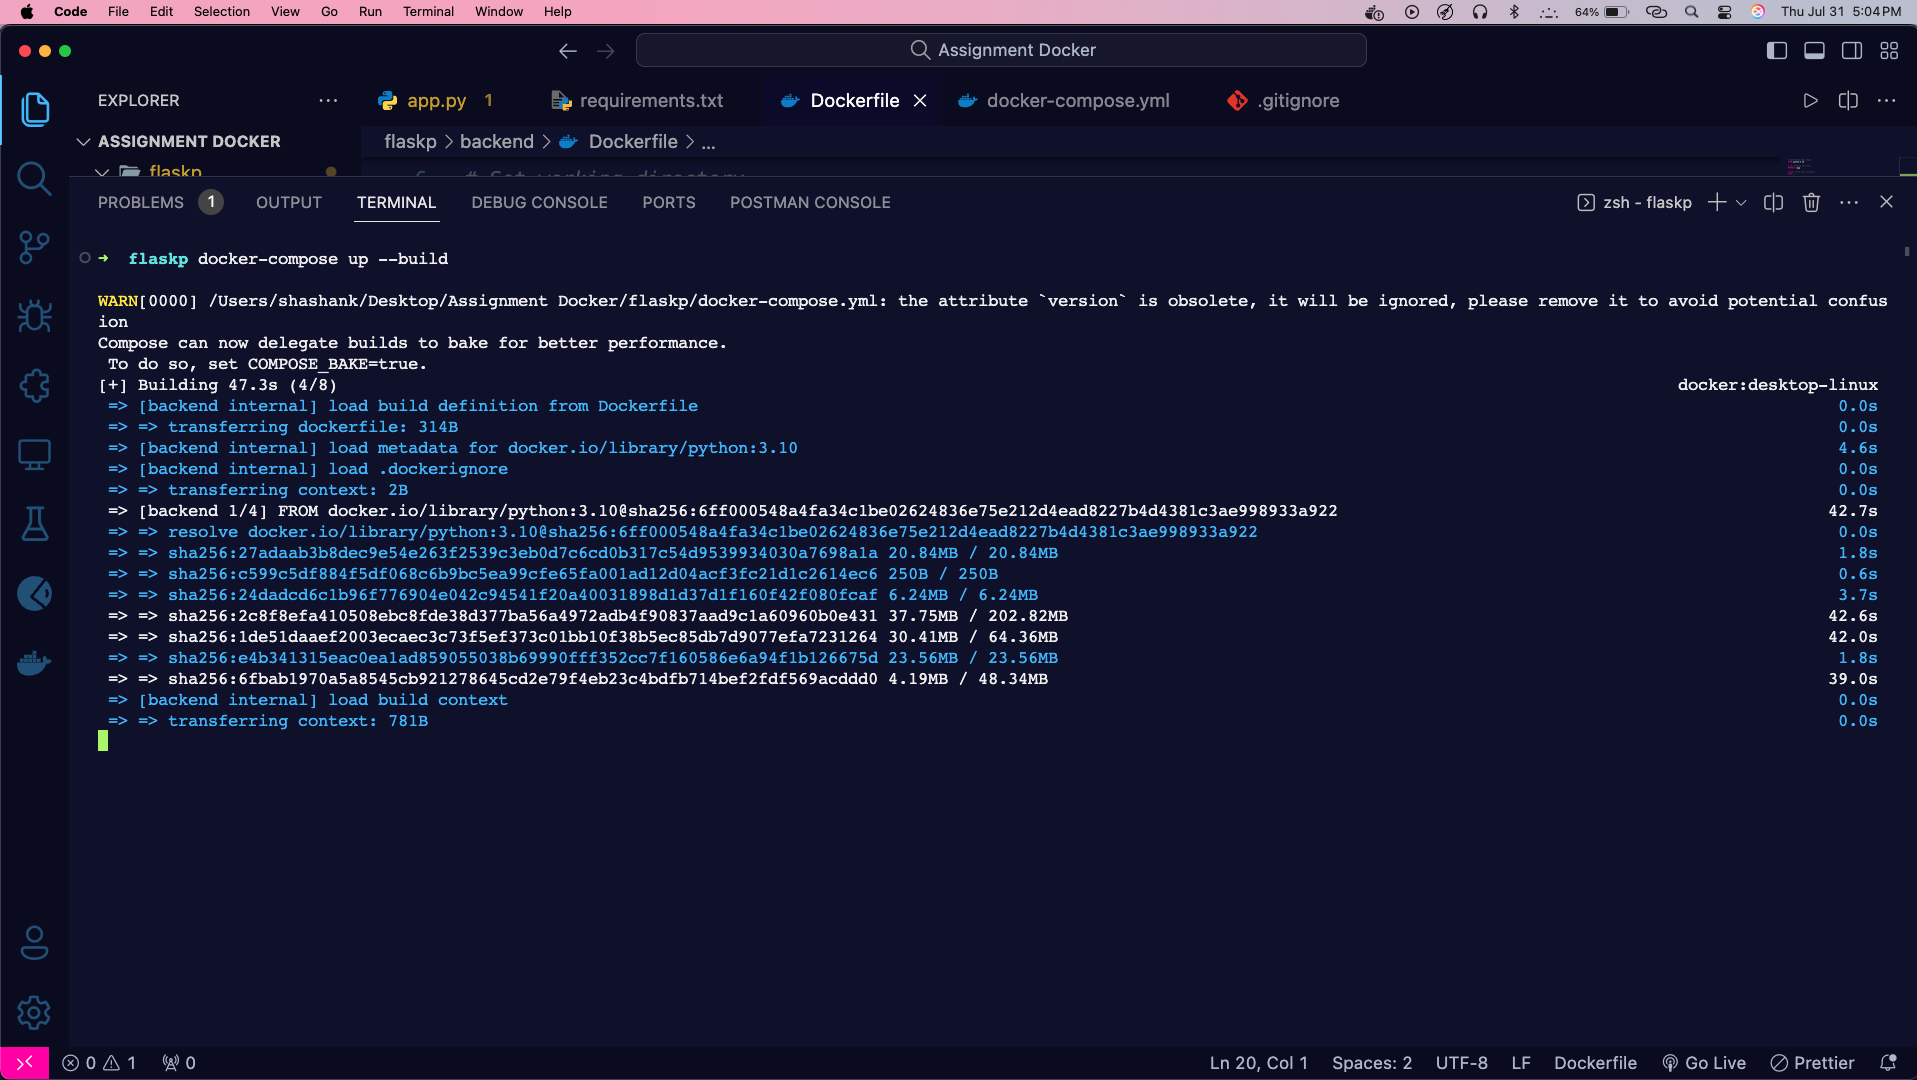 Code File Edit Selection View Go Run Terminal Window Help 64% Thu Jul 31 5:04 PM
Assignment Docker
EXPLORER
app.py 1 requirements.txt Dockerfile docker-compose.yml .gitignore
ASSIGNMENT DOCKER
flaskp > backend > Dockerfile > ...
flaskp
# Set working directory
PROBLEMS 1 OUTPUT TERMINAL DEBUG CONSOLE PORTS POSTMAN CONSOLE zsh - flaskp
➜ flaskp docker-compose up --build
WARN[0000] /Users/shashank/Desktop/Assignment Docker/flaskp/docker-compose.yml: the attribute `version` is obsolete, it will be ignored, please remove it to avoid potential confus
ion
Compose can now delegate builds to bake for better performance.
To do so, set COMPOSE_BAKE=true.
[+] Building 47.3s (4/8) docker:desktop-linux
=> [backend internal] load build definition from Dockerfile 0.0s
=> => transferring dockerfile: 314B 0.0s
=> [backend internal] load metadata for docker.io/library/python:3.10 4.6s
=> [backend internal] load .dockerignore 0.0s
=> => transferring context: 2B 0.0s
=> [backend 1/4] FROM docker.io/library/python:3.10@sha256:6ff000548a4fa34c1be02624836e75e212d4ead8227b4d4381c3ae998933a922 42.7s
=> => resolve docker.io/library/python:3.10@sha256:6ff000548a4fa34c1be02624836e75e212d4ead8227b4d4381c3ae998933a922 0.0s
=> => sha256:27adaab3b8dec9e54e263f2539c3eb0d7c6cd0b317c54d9539934030a7698a1a 20.84MB / 20.84MB 1.8s
=> => sha256:c599c5df884f5df068c6b9bc5ea99cfe65fa001ad12d04acf3fc21d1c2614ec6 250B / 250B 0.6s
=> => sha256:24dadcd6c1b96f776904e042c94541f20a40031898d1d37d1f160f42f080fcaf 6.24MB / 6.24MB 3.7s
=> => sha256:2c8f8efa410508ebc8fde38d377ba56a4972adb4f90837aad9c1a60960b0e431 37.75MB / 202.82MB 42.6s
=> => sha256:1de51daaef2003ecaec3c73f5ef373c01bb10f38b5ec85db7d9077efa7231264 30.41MB / 64.36MB 42.0s
=> => sha256:e4b341315eac0ea1ad859055038b69990fff352cc7f160586e6a94f1b126675d 23.56MB / 23.56MB 1.8s
=> => sha256:6fbab1970a5a8545cb921278645cd2e79f4eb23c4bdfb714bef2fdf569acddd0 4.19MB / 48.34MB 39.0s
=> [backend internal] load build context 0.0s
=> => transferring context: 781B 0.0s
0 1 0 Ln 20, Col 1 Spaces: 2 UTF-8 LF Dockerfile Go Live Prettier